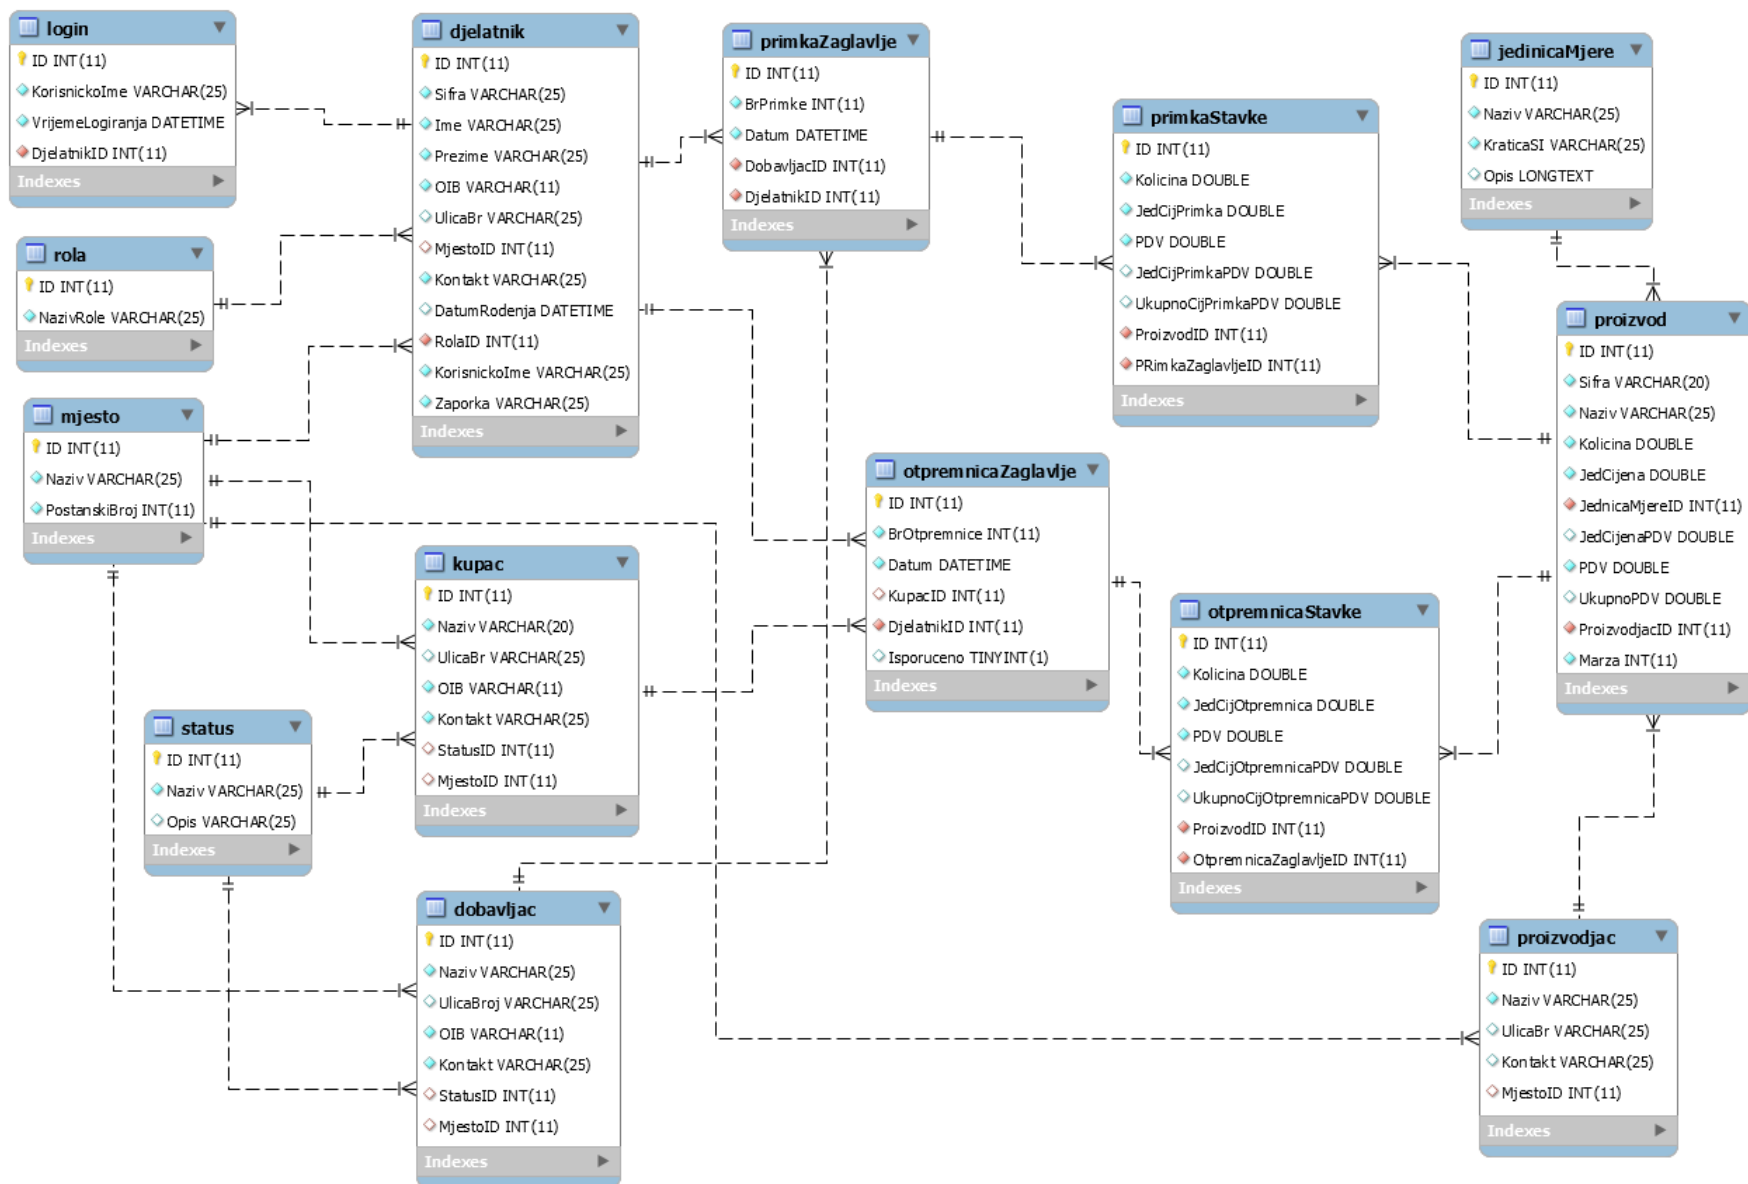 login
ID INT(11)
KorisnickoIme VARCHAR(25)
VrijemeLogiranja DATETIME
DjelatnikID INT(11)
Indexes
rola
ID INT(11)
NazivRole VARCHAR(25)
Indexes
mjesto
ID INT(11)
Naziv VARCHAR(25)
PostanskiBroj INT(11)
Indexes
status
ID INT(11)
Naziv VARCHAR(25)
Opis VARCHAR(25)
Indexes
djelatnik
ID INT(11)
Sifra VARCHAR(25)
Ime VARCHAR(25)
Prezime VARCHAR(25)
OIB VARCHAR(11)
UlicaBr VARCHAR(25)
MjestoID INT(11)
Kontakt VARCHAR(25)
DatumRođenja DATETIME
RolaID INT(11)
KorisnickoIme VARCHAR(25)
Zaporka VARCHAR(25)
Indexes
kupac
ID INT(11)
Naziv VARCHAR(20)
UlicaBr VARCHAR(25)
OIB VARCHAR(11)
Kontakt VARCHAR(25)
StatusID INT(11)
MjestoID INT(11)
Indexes
dobavljac
ID INT(11)
Naziv VARCHAR(25)
UlicaBroj VARCHAR(25)
OIB VARCHAR(11)
Kontakt VARCHAR(25)
StatusID INT(11)
MjestoID INT(11)
Indexes
primkaZaglavlje
ID INT(11)
BrPrimke INT(11)
Datum DATETIME
DobavljacID INT(11)
DjelatnikID INT(11)
Indexes
otpremnicaZaglavlje
ID INT(11)
BrOtpremnice INT(11)
Datum DATETIME
KupacID INT(11)
DjelatnikID INT(11)
Isporuceno TINYINT(1)
Indexes
primkaStavke
ID INT(11)
Kolicina DOUBLE
JedCijPrimka DOUBLE
PDV DOUBLE
JedCijPrimkaPDV DOUBLE
UkupnoCijPrimkaPDV DOUBLE
ProizvodID INT(11)
PRimkaZaglavljeID INT(11)
Indexes
otpremnicaStavke
ID INT(11)
Kolicina DOUBLE
JedCijOtpremnica DOUBLE
PDV DOUBLE
JedCijOtpremnicaPDV DOUBLE
UkupnoCijOtpremnicaPDV DOUBLE
ProizvodID INT(11)
OtpremnicaZaglavljeID INT(11)
Indexes
jedinicaMjere
ID INT(11)
Naziv VARCHAR(25)
KraticaSI VARCHAR(25)
Opis LONGTEXT
Indexes
proizvod
ID INT(11)
Sifra VARCHAR(20)
Naziv VARCHAR(25)
Kolicina DOUBLE
JedCijena DOUBLE
JednicaMjereID INT(11)
JedCijenaPDV DOUBLE
PDV DOUBLE
UkupnoPDV DOUBLE
ProizvodjacID INT(11)
Marza INT(11)
Indexes
proizvodjac
ID INT(11)
Naziv VARCHAR(25)
UlicaBr VARCHAR(25)
Kontakt VARCHAR(25)
MjestoID INT(11)
Indexes